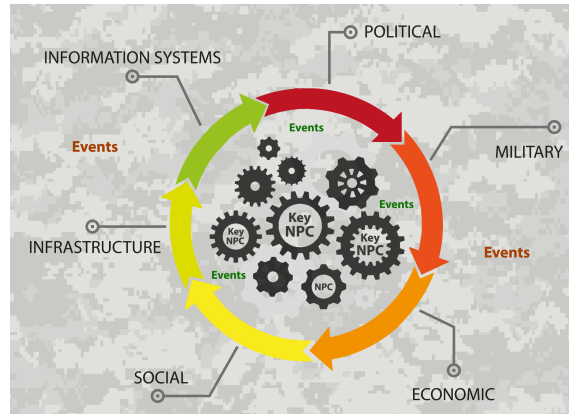 POLITICAL
INFORMATION SYSTEMS
Events
Events
MILITARY
Key
NPC
Events
Key
NPC
Key
NPC
INFRASTRUCTURE
Events
Events
NPC
SOCIAL
ECONOMIC